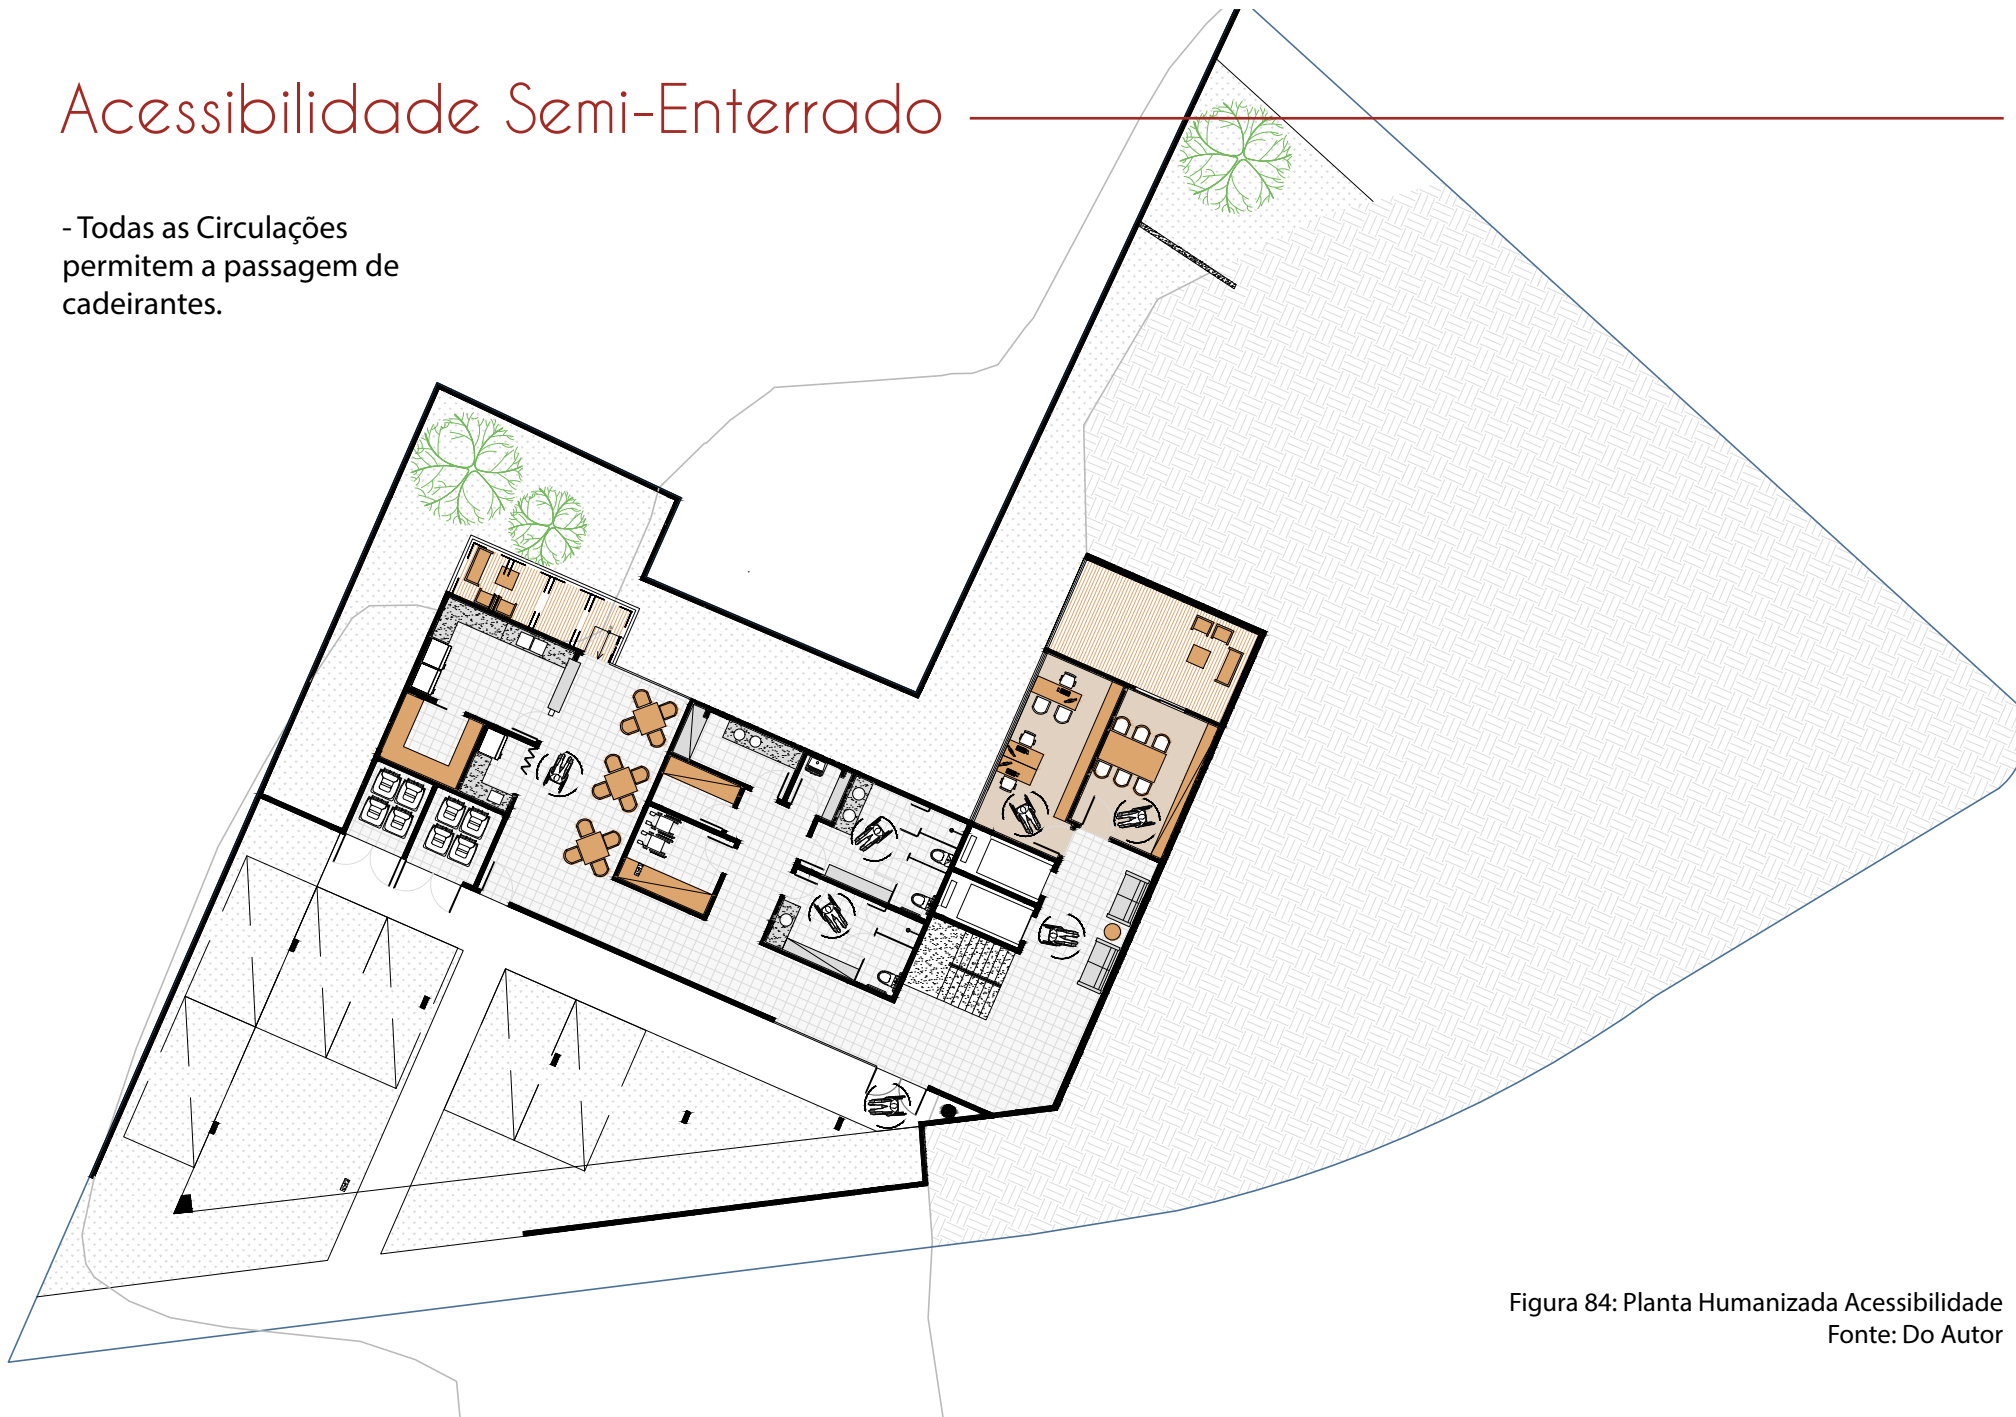 Acessibilidade Semi-Enterrado
- Todas as Circulações
permitem a passagem de
cadeirantes.
Figura 84: Planta Humanizada Acessibilidade
Fonte: Do Autor